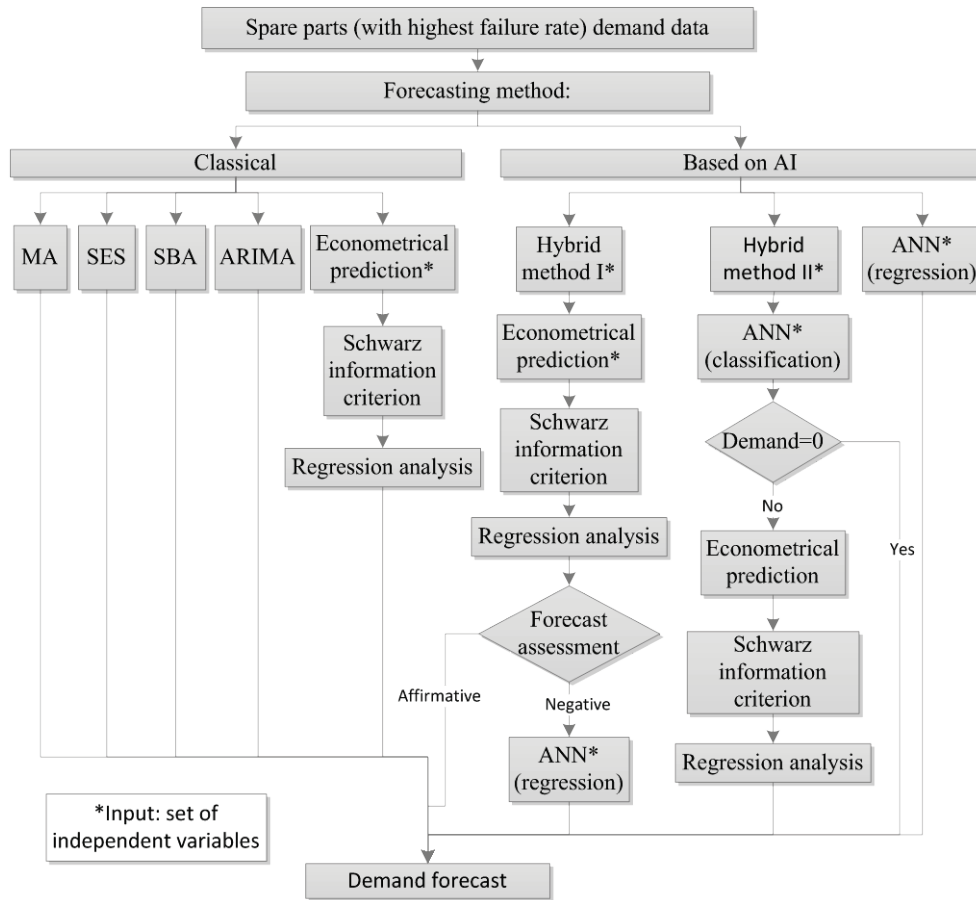 Spare parts (with highest failure rate) demand data
Forecasting method:
Classical
Based on AI
MA
SES
SBA
ARIMA
Econometrical
prediction*
Schwarz
information
criterion
Regression analysis
Hybrid
method I*
Econometrical
prediction*
Schwarz
information
criterion
Regression analysis
Forecast
assessment
Affirmative
Negative
ANN*
(regression)
Hybrid
method II*
ANN*
(classification)
Demand=0
No
Yes
Econometrical
prediction
Schwarz
information
criterion
Regression analysis
ANN*
(regression)
*Input: set of
independent variables
Demand forecast